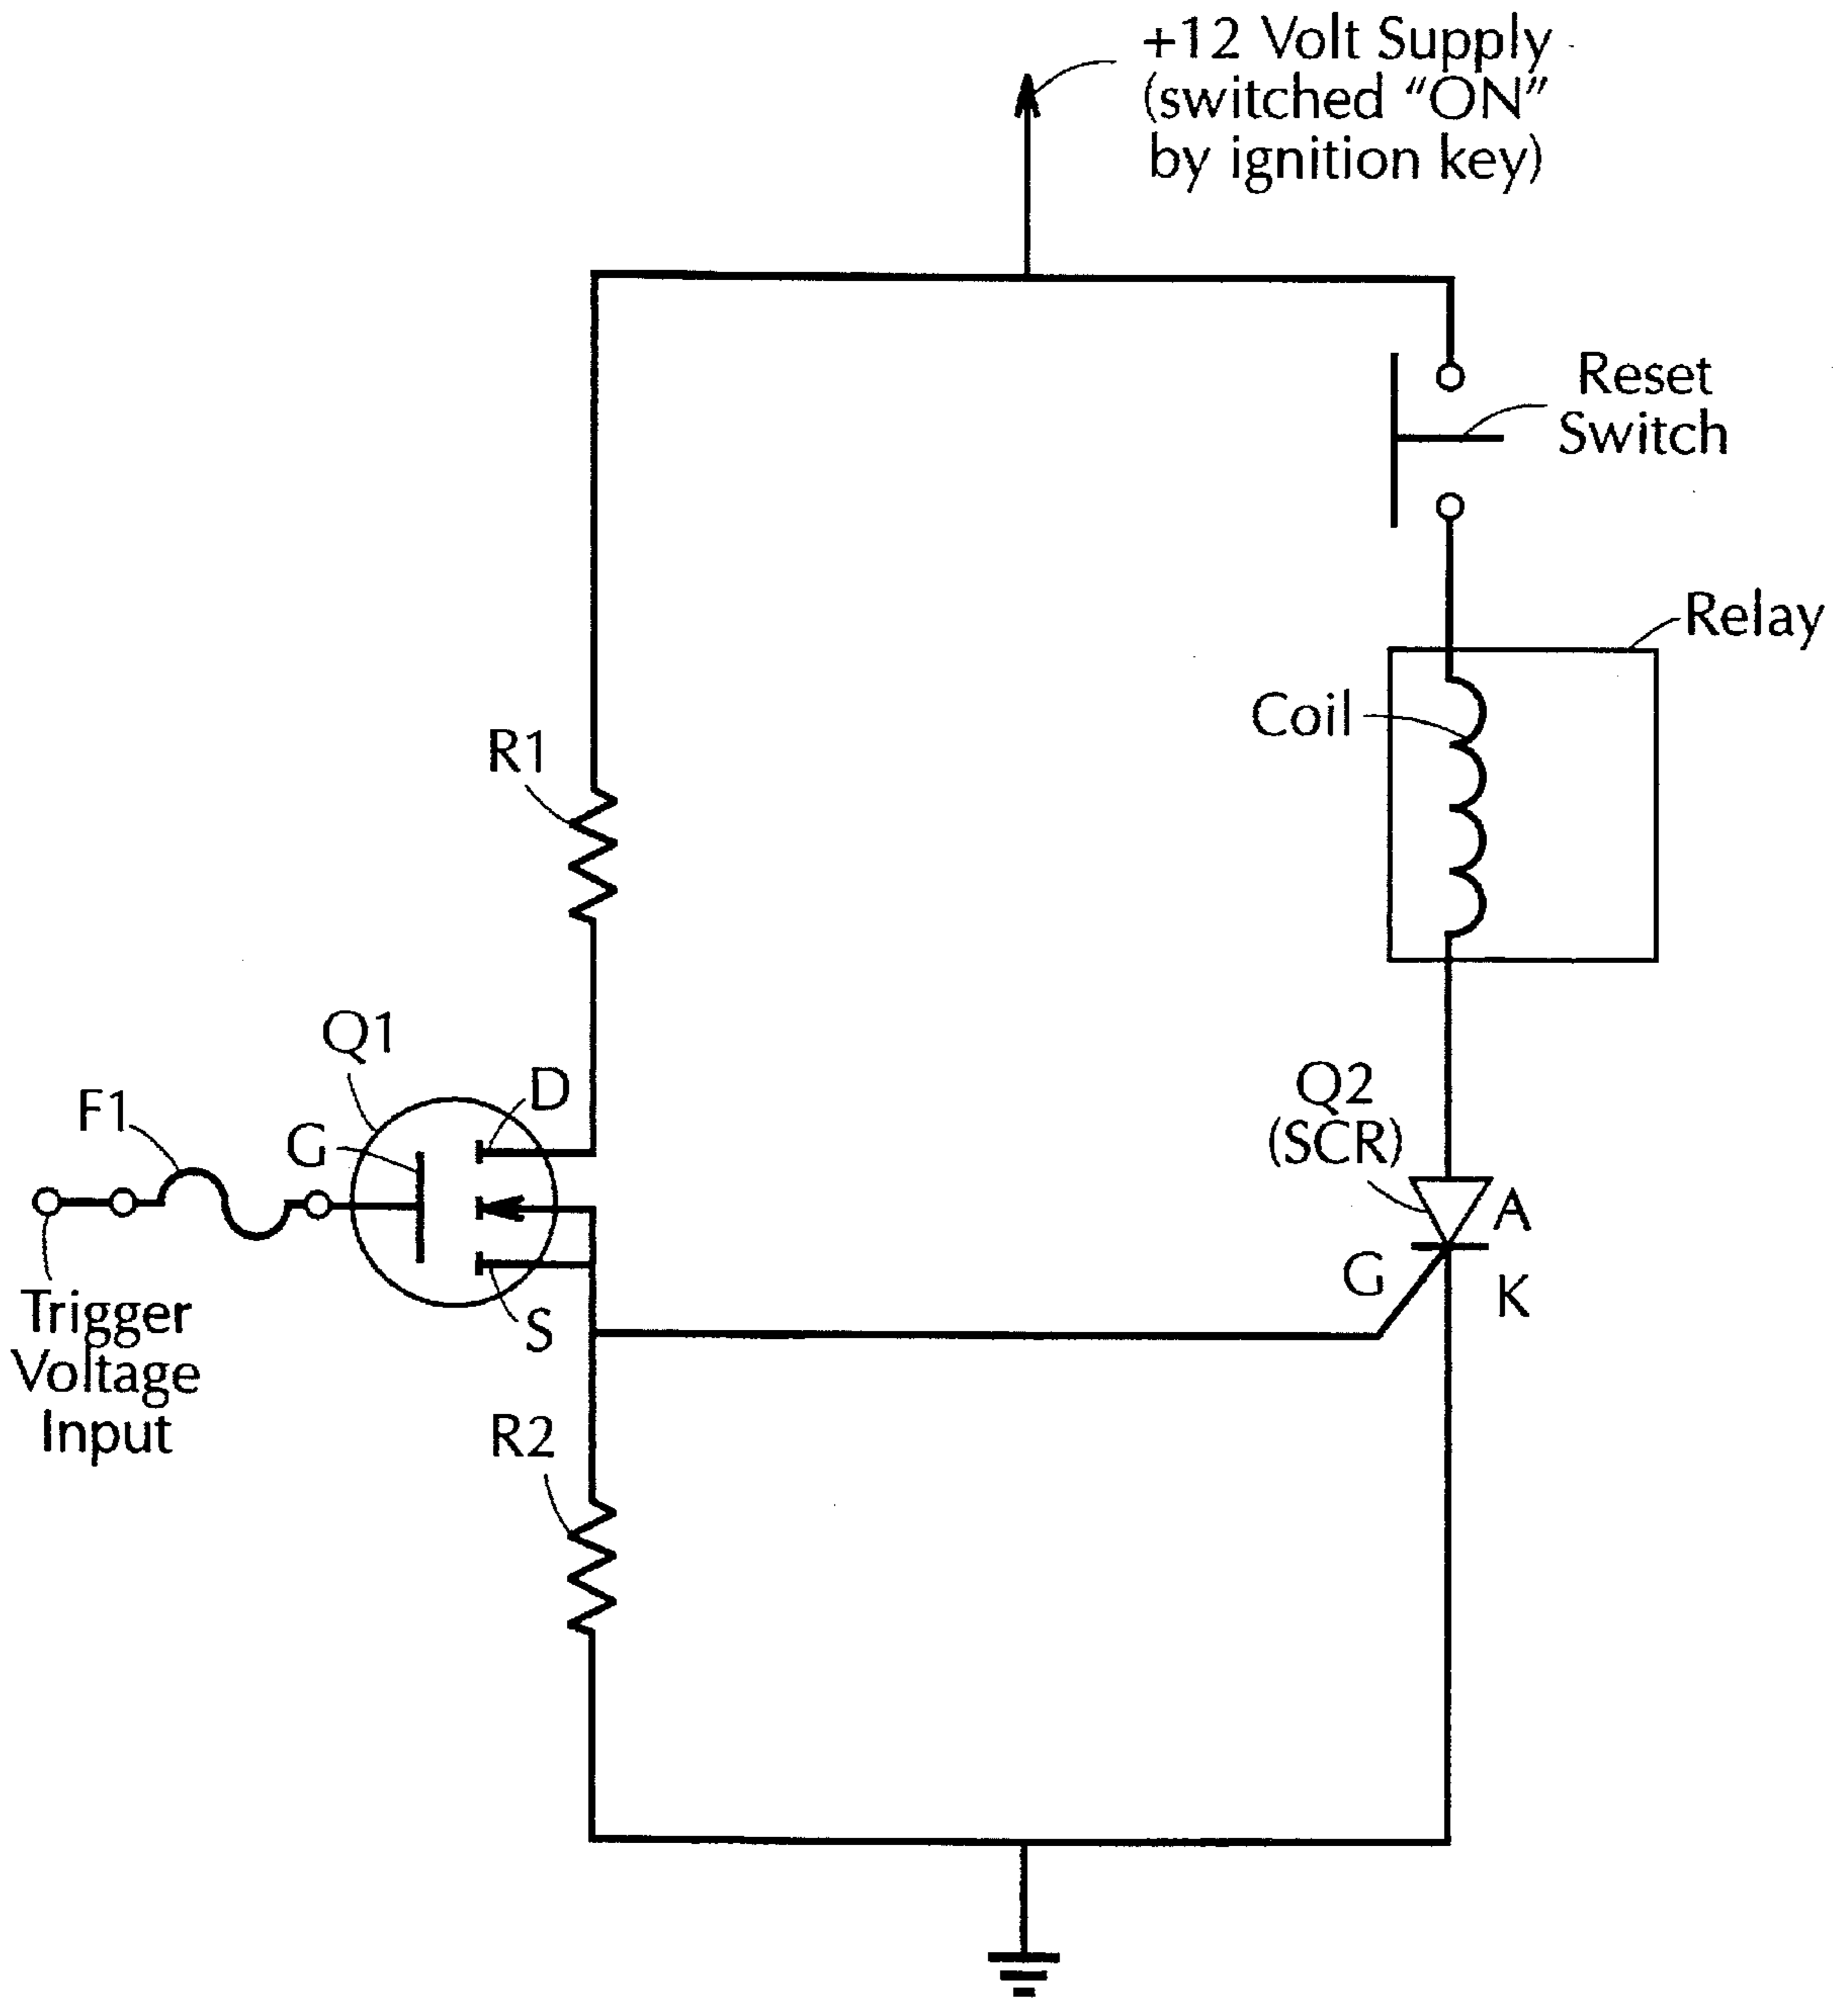 +12 Volt Supply
(switched “ON”
by ignition key)
Reset
Switch
Relay
Coil
R1
Q1
D
F1
G
Q2
(SCR)
A
G
K
S
Trigger
Voltage
Input
R2